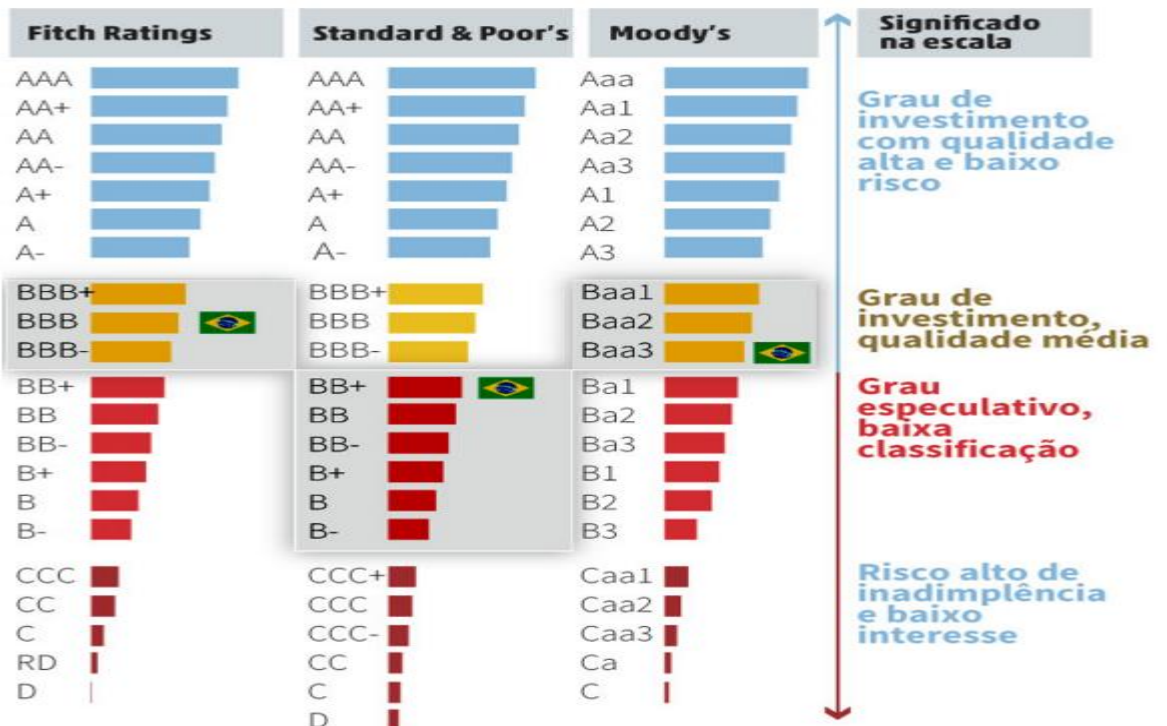 Fitch Ratings
Standard & Poor's
Moody's
Significado
na escala
AAA
AA+
AA
AA-
A+
A
A-
BBB+
BBB
BBB-
BB+
BB
BB-
B+
B
B-
CCC
CC
C
RD
D
AAA
AA+
AA
AA-
A+
A
A-
BBB+
BBB
BBB-
BB+
BB
BB-
B+
B
B-
CCC+
CCC
CCC-
CC
C
D
Aaa
Aa1
Aa2
Aa3
A1
A2
A3
Baa1
Baa2
Baa3
Ba1
Ba2
Ba3
B1
B2
B3
Caa1
Caa2
Caa3
Ca
C
Grau de
investimento
com qualidade
alta e baixo
risco
Grau de
investimento,
qualidade média
Grau
especulativo,
baixa
classificação
Risco alto de
inadimplência
e baixo
interesse